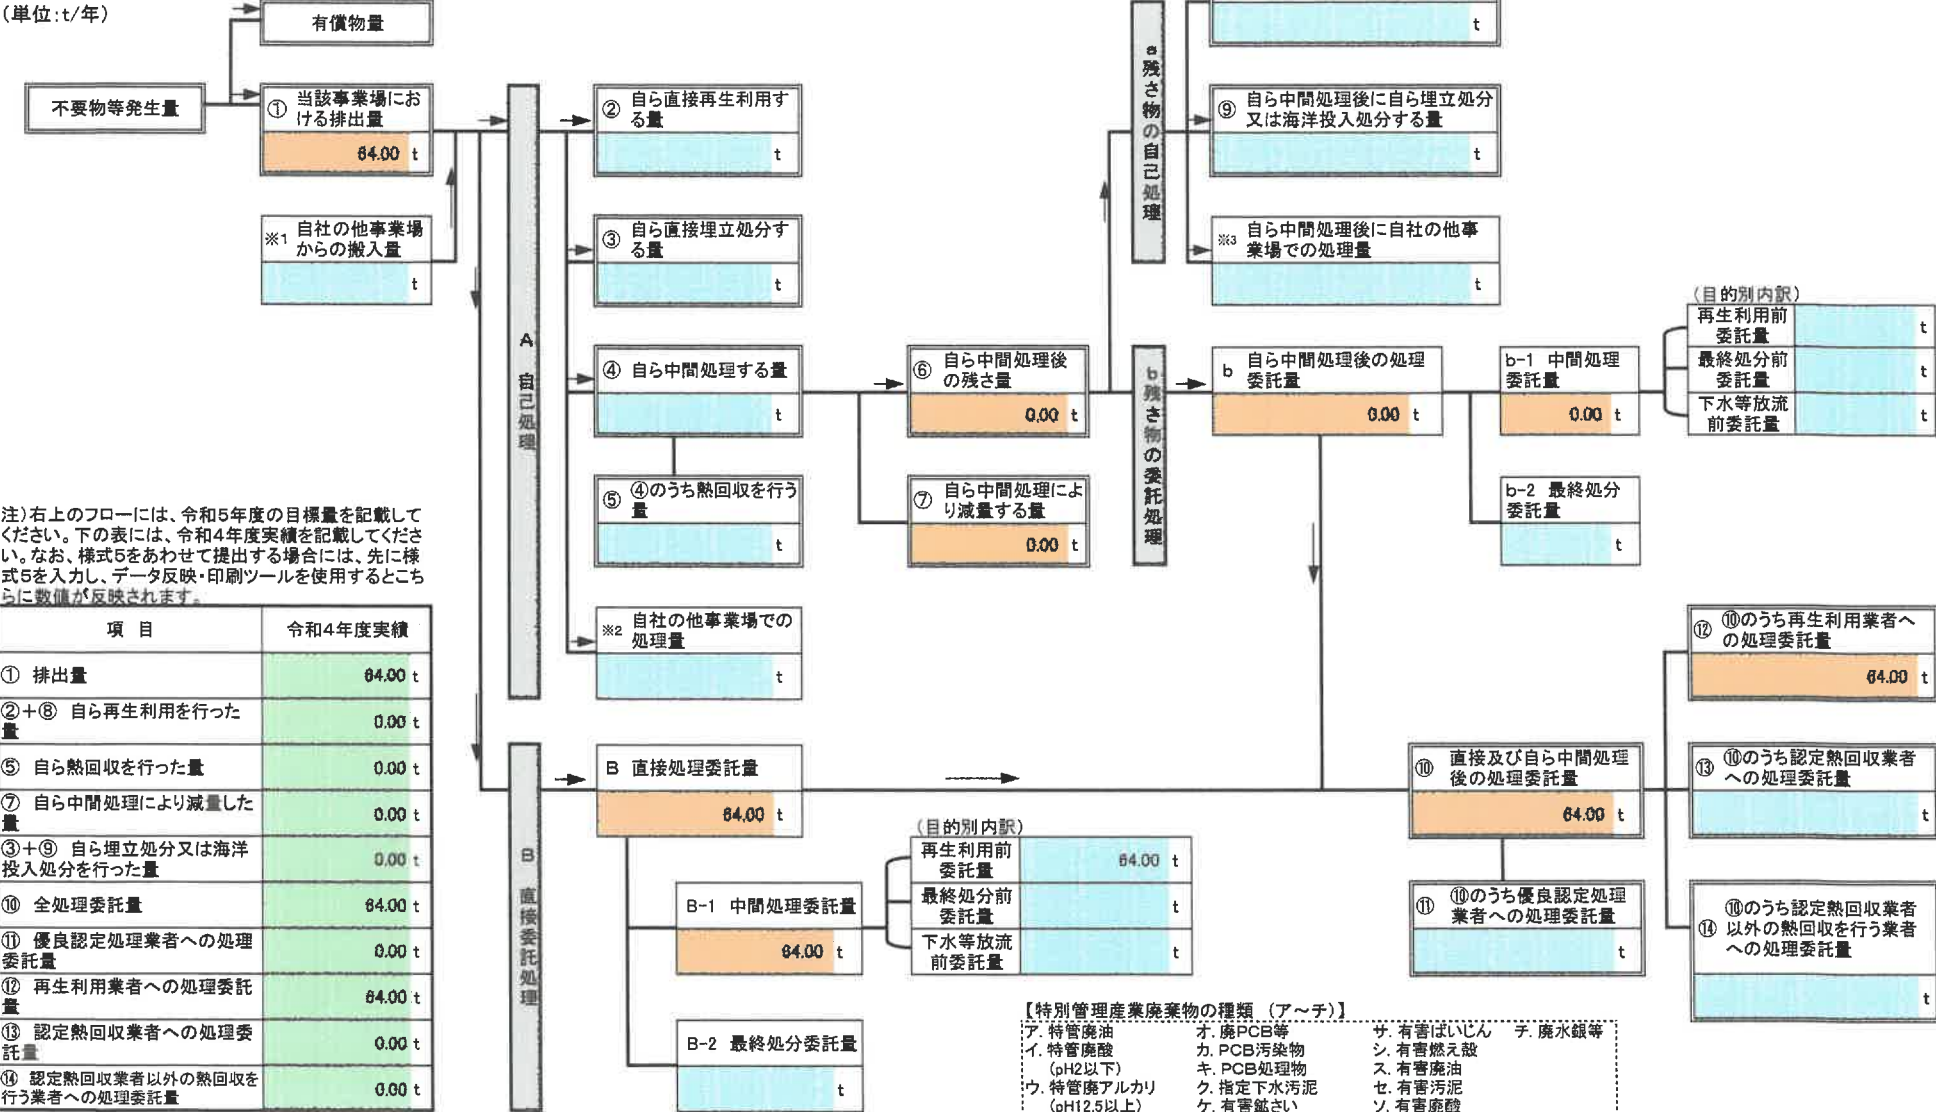 (単位:t/年)
有償物量
不要物等発生量
① 当該事業場にお
ける排出量
64.00 t
※1 自社の他事業場
からの搬入量
t
A 自己処理
② 自ら直接再生利用す
る量
t
③ 自ら直接埋立処分す
る量
t
④ 自ら中間処理する量
t
⑤ ④のうち熱回収を行う
量
t
※2 自社の他事業場での
処理量
t
⑥ 自ら中間処理後
の残さ量
0.00 t
⑦ 自ら中間処理によ
り減量する量
0.00 t
a残さ物の自己処理
t
⑨ 自ら中間処理後に自ら埋立処分
又は海洋投入処分する量
t
※3 自ら中間処理後に自社の他事
業場での処理量
t
b残さ物の委託処理
b 自ら中間処理後の処理
委託量
0.00 t
b-1 中間処理
委託量
0.00 t
(目的別内訳)
再生利用前
委託量
t
最終処分前
委託量
t
下水等放流
前委託量
t
b-2 最終処分
委託量
t
注)右上のフローには、令和5年度の目標量を記載して
ください。下の表には、令和4年度実績を記載してくださ
い。なお、様式5をあわせて提出する場合には、先に様
式5を入力し、データ反映・印刷ツールを使用するとこち
らに数値が反映されます。
項 目 令和4年度実績
① 排出量 64.00 t
②+⑧ 自ら再生利用を行った
量 0.00 t
⑤ 自ら熱回収を行った量 0.00 t
⑦ 自ら中間処理により減量した
量 0.00 t
③+⑨ 自ら埋立処分又は海洋
投入処分を行った量 0.00 t
⑩ 全処理委託量 64.00 t
⑪ 優良認定処理業者への処理
委託量 0.00 t
⑫ 再生利用業者への処理委託
量 64.00 t
⑬ 認定熱回収業者への処理委
託量 0.00 t
⑭ 認定熱回収業者以外の熱回収を
行う業者への処理委託量 0.00 t
B 直接委託処理
B 直接処理委託量
64.00 t
B-1 中間処理委託量
64.00 t
(目的別内訳)
再生利用前
委託量
64.00 t
最終処分前
委託量
t
下水等放流
前委託量
t
B-2 最終処分委託量
t
⑩ 直接及び自ら中間処理
後の処理委託量
64.00 t
⑪ ⑩のうち優良認定処理
業者への処理委託量
t
⑫ ⑩のうち再生利用業者へ
の処理委託量
64.00 t
⑬ ⑩のうち認定熱回収業者
への処理委託量
t
⑭ ⑩のうち認定熱回収業者
以外の熱回収を行う業者
への処理委託量
t
【特別管理産業廃棄物の種類 (ア~チ)】
ア. 特管廃油 オ. 廃PCB等 サ. 有害ばいじん チ. 廃水銀等
イ. 特管廃酸 カ. PCB汚染物 シ. 有害燃え殻
(pH2以下) キ. PCB処理物 ス. 有害廃油
ウ. 特管廃アルカリ ク. 指定下水汚泥 セ. 有害汚泥
(pH12.5以上) ケ. 有害鉱さい ソ. 有害廃酸